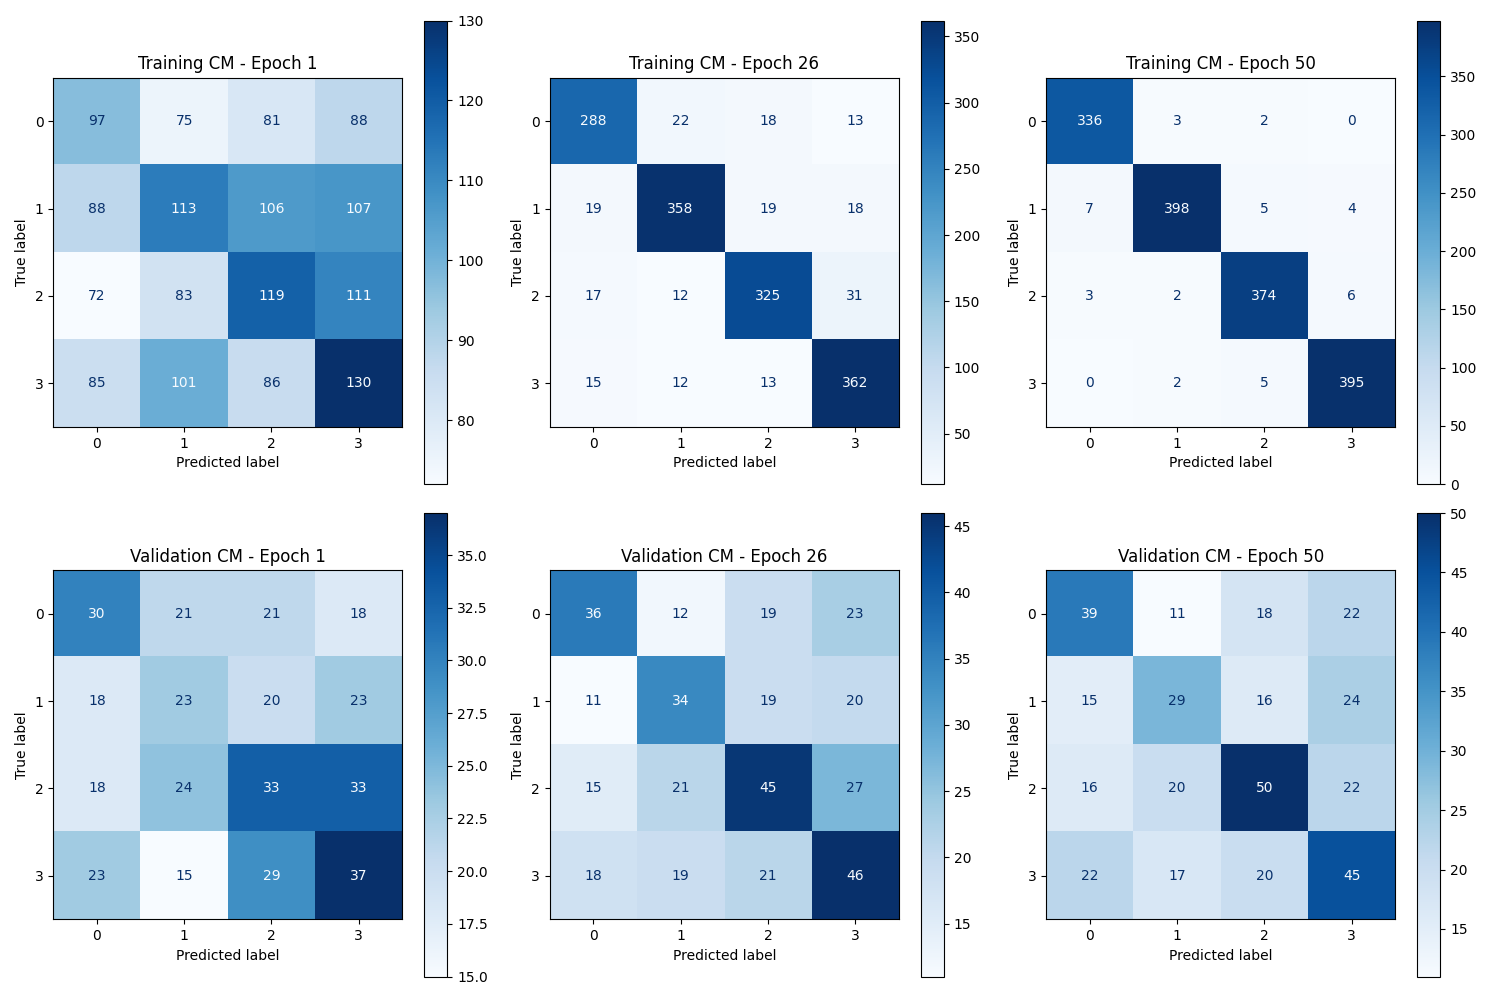 Training CM - Epoch 1
0 97 75 81 88
1 88 113 106 107
2 72 83 119 111
3 85 101 86 130
0 1 2 3
Predicted label
True label
130
120
110
100
90
80
Training CM - Epoch 26
0 288 22 18 13
1 19 358 19 18
2 17 12 325 31
3 15 12 13 362
0 1 2 3
Predicted label
True label
350
300
250
200
150
100
50
Training CM - Epoch 50
0 336 3 2 0
1 7 398 5 4
2 3 2 374 6
3 0 2 5 395
0 1 2 3
Predicted label
True label
350
300
250
200
150
100
50
0
Validation CM - Epoch 1
0 30 21 21 18
1 18 23 20 23
2 18 24 33 33
3 23 15 29 37
0 1 2 3
Predicted label
True label
35.0
32.5
30.0
27.5
25.0
22.5
20.0
17.5
15.0
Validation CM - Epoch 26
0 36 12 19 23
1 11 34 19 20
2 15 21 45 27
3 18 19 21 46
0 1 2 3
Predicted label
True label
45
40
35
30
25
20
15
Validation CM - Epoch 50
0 39 11 18 22
1 15 29 16 24
2 16 20 50 22
3 22 17 20 45
0 1 2 3
Predicted label
True label
50
45
40
35
30
25
20
15